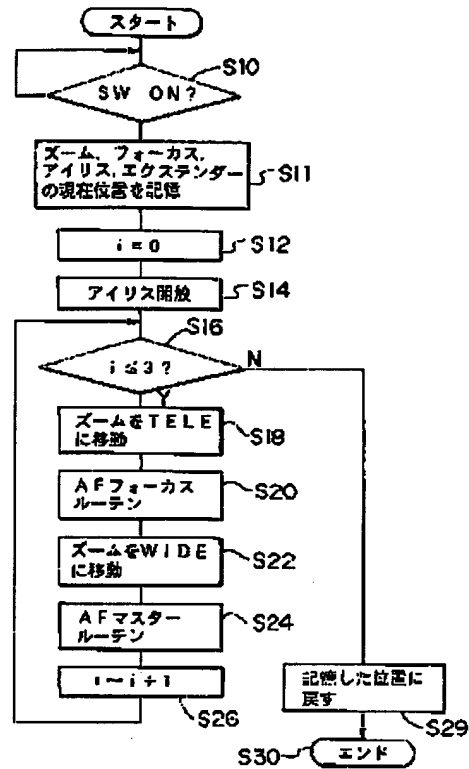 スタート
S10
SW ON?
ズーム, フォーカス,
アイリス, エクステンダー
の現在位置を記憶
S11
i=0
S12
アイリス開放
S14
S16
i≤3?
N
Y
ズームをTELE
に移動
S18
AFフォーカス
ルーテン
S20
ズームをWIDE
に移動
S22
AFマスター
ルーテン
S24
S26
記憶した位置に
戻す
S29
S30
エンド